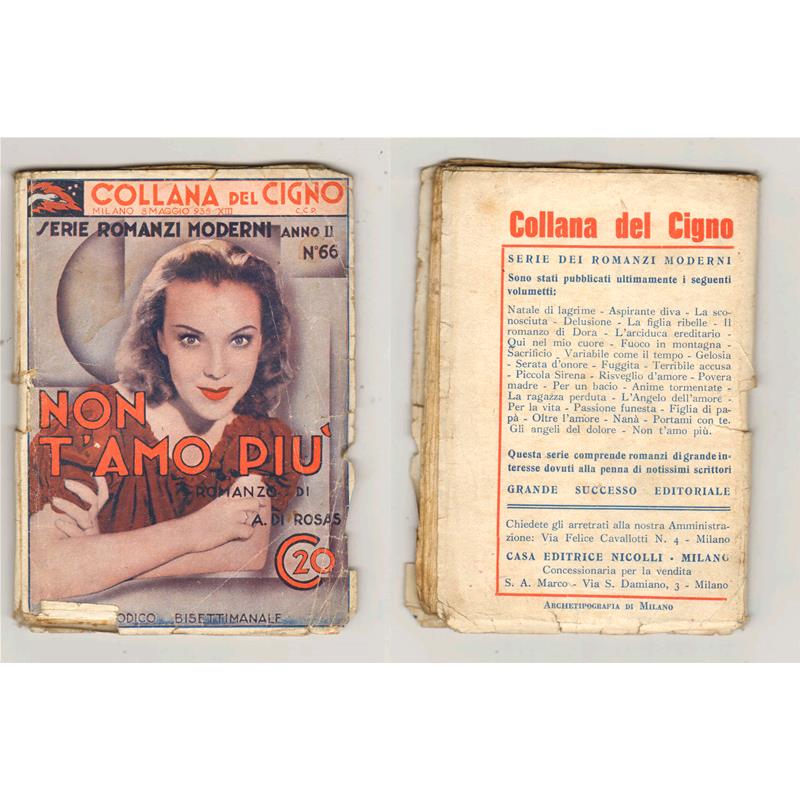 COLLANA DEL CIGNO
MILANO 8 MAGGIO 935 XIII C.C.P.
SERIE ROMANZI MODERNI ANNO II
N° 66
NON
T'AMO PIÙ
ROMANZO DI
A. DI ROSAS
C 20
ODICO BISETTIMANALE
Collana del Cigno
SERIE DEI ROMANZI MODERNI
Sono stati pubblicati ultimamente i seguenti
volumetti:
Natale di lagrime - Aspirante diva - La sco-
nosciuta - Delusione - La figlia ribelle - Il
romanzo di Dora - L'arciduca ereditario -
Qui nel mio cuore - Fuoco in montagna -
Sacrificio Variabile come il tempo - Gelosia
- Serata d'onore - Fuggita - Terribile accusa
- Piccola Sirena - Risveglio d'amore - Povera
madre - Per un bacio - Anime tormentate -
La ragazza perduta - L'Angelo dell'amore -
Per la vita - Passione funesta - Figlia di pa-
pà - Oltre l'amore - Nanà - Portami con te.
Gli angeli del dolore - Non t'amo più.
Questa serie comprende romanzi di grande in-
teresse dovuti alla penna di notissimi scrittori
GRANDE SUCCESSO EDITORIALE
Chiedete gli arretrati alla nostra Amministra-
zione: Via Felice Cavallotti N. 4 - Milano
CASA EDITRICE NICOLLI - MILANO
Concessionaria per la vendita
S. A. Marco - Via S. Damiano, 3 - Milano
ARCHETIPOGRAFIA DI MILANO